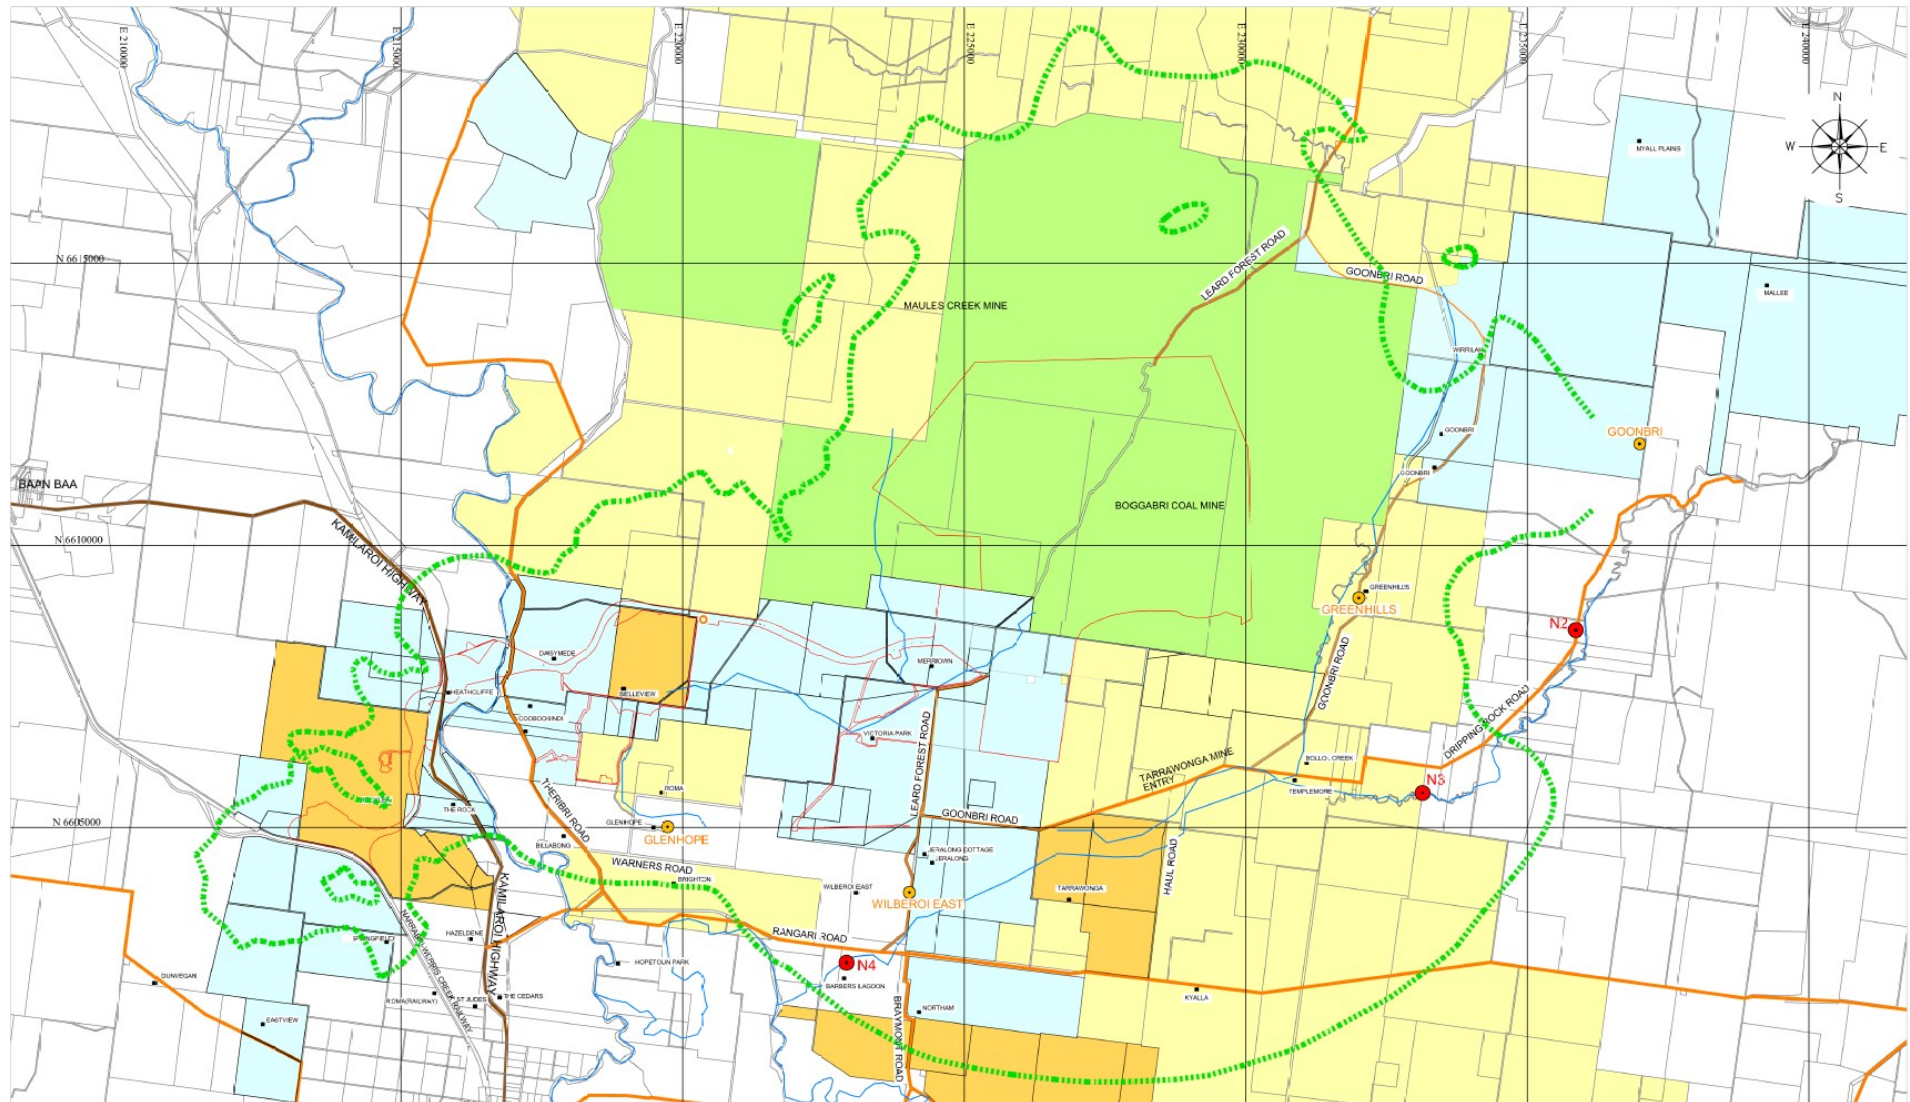 E 210000
E 215000
E 220000
E 225000
E 230000
E 235000
E 240000
N
W
E
S
MYALL PLAINS
N 6615000
LEARD FOREST ROAD
GOONBRI ROAD
MALLEE
MAULES CREEK MINE
GOONBRI
GOONBRI
GOONBRI
BAAN BAA
BOGGABRI COAL MINE
KAMILAROI HIGHWAY
N 6610000
GREENHILLS
GREENHILLS
N2
GOONBRI ROAD
DAISYMEDE
MERRIOWN
HEATHCLIFFE
BELLEVIEW
DRIPPING ROCK ROAD
VICTORIA PARK
LEARD FOREST ROAD
TARRAWONGA MINE
ENTRY
TEMPLEMORE
N3
ROMA
THERIBRI ROAD
THE ROCK
N 6605000
GLENHOPE
GLENHOPE
GOONBRI ROAD
BILLABONG
JERALONG COTTAGE
JERALONG
WARNERS ROAD
BRIGHTON
HAUL ROAD
WILBEROI EAST
WILBEROI EAST
TARRAWONGA
KAMILAROI HIGHWAY
NARRABRI-WERRIS CREEK RAILWAY
HAZELDENE
RANGARI ROAD
HOPETOUN PARK
N4
BARBERS LAGOON
DUNVEGAN
ROMA(RAILWAY)
ST JUDES
THE CEDARS
KYALLA
NORTHAM
BRAYMONT ROAD
EASTVIEW